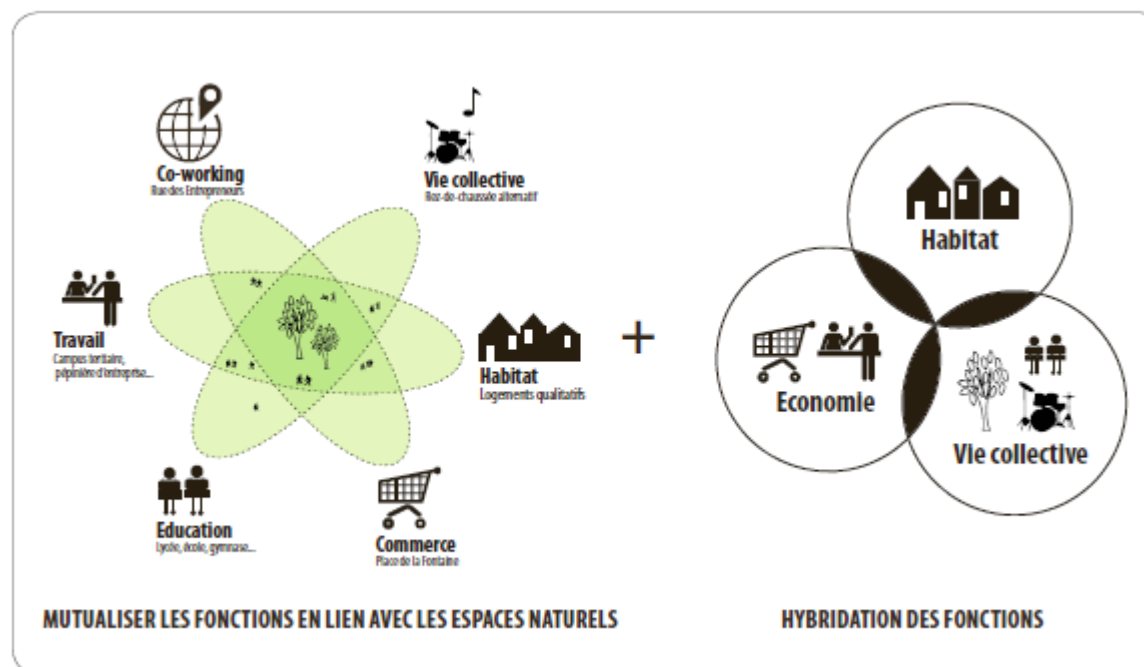 Co-working
Rue des Entrepreneurs
Vie collective
Rez-de-chaussée alternatif
Travail
Campus tertiaire,
pépinière d'entreprise...
Habitat
Logements qualitatifs
Education
Lycée, école, gymnase...
Commerce
Place de la Fontaine
MUTUALISER LES FONCTIONS EN LIEN AVEC LES ESPACES NATURELS
+
Habitat
Economie
Vie collective
HYBRIDATION DES FONCTIONS